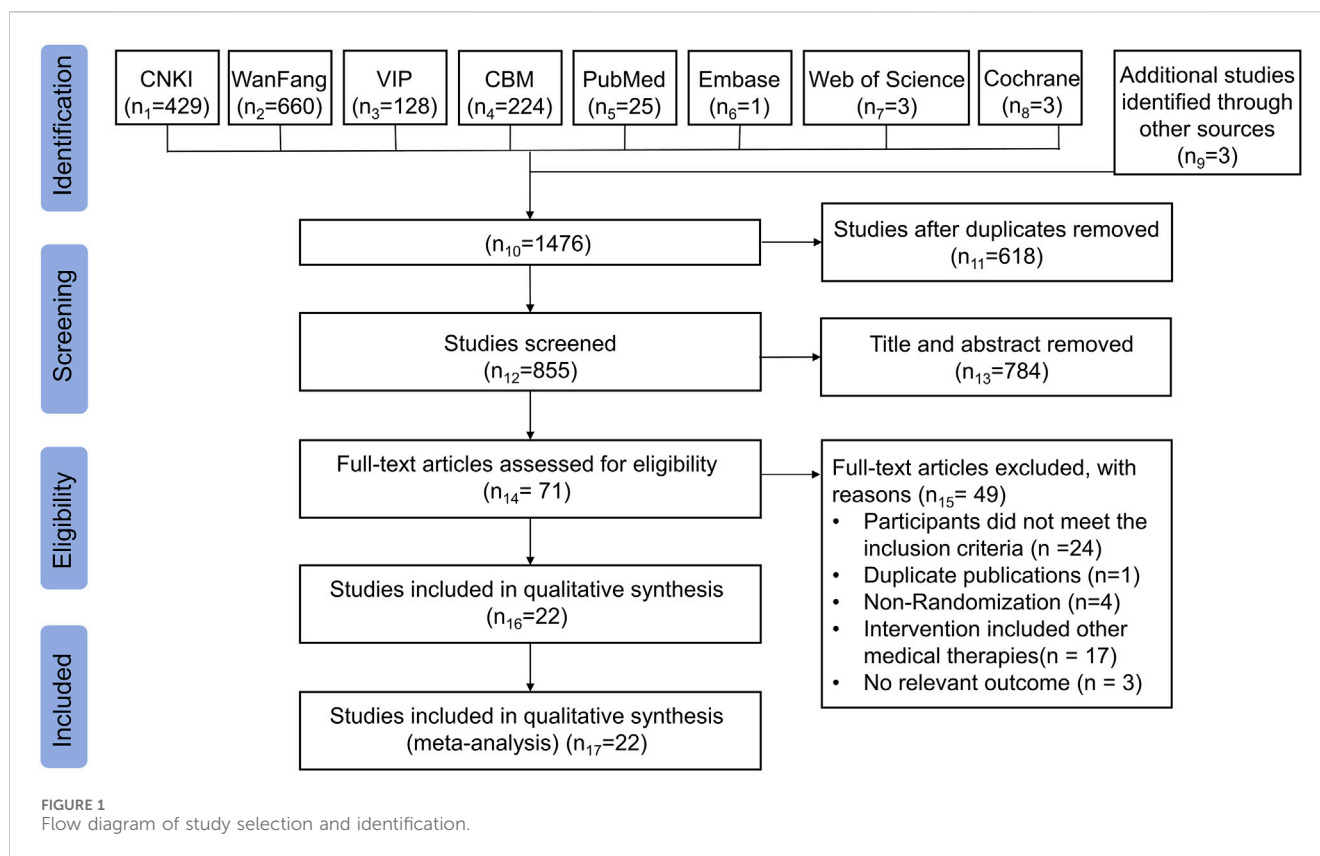 Identification
CNKI
(n1=429)
WanFang
(n2=660)
VIP
(n3=128)
CBM
(n4=224)
PubMed
(n5=25)
Embase
(n6=1)
Web of Science
(n7=3)
Cochrane
(n8=3)
Additional studies
identified through
other sources
(n9=3)
(n10=1476)
Studies after duplicates removed
(n11=618)
Screening
Studies screened
(n12=855)
Title and abstract removed
(n13=784)
Eligibility
Full-text articles assessed for eligibility
(n14= 71)
Full-text articles excluded, with
reasons (n15= 49)
• Participants did not meet the
inclusion criteria (n =24)
• Duplicate publications (n=1)
• Non-Randomization (n=4)
• Intervention included other
medical therapies(n = 17)
• No relevant outcome (n = 3)
Studies included in qualitative synthesis
(n16=22)
Included
Studies included in qualitative synthesis
(meta-analysis) (n17=22)
FIGURE 1
Flow diagram of study selection and identification.